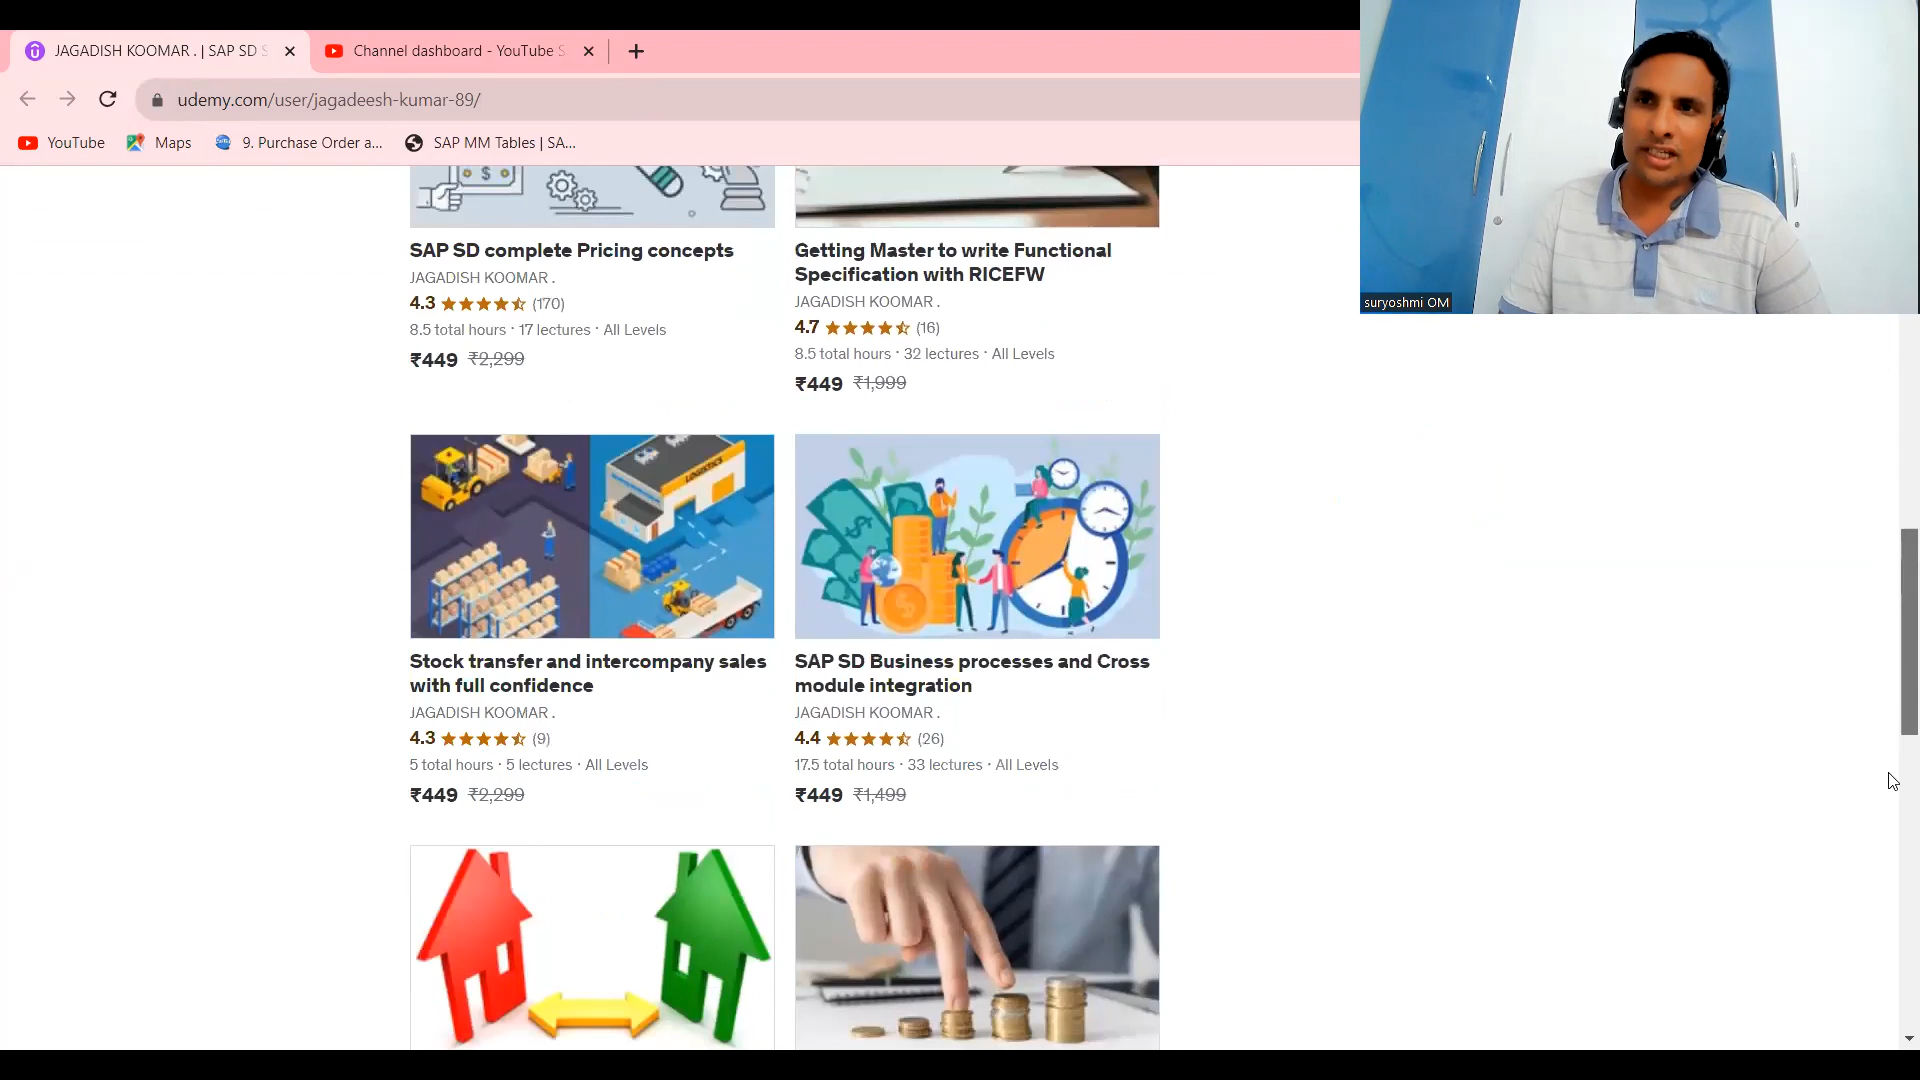 JAGADISH KOOMAR . | SAP SD S
Channel dashboard - YouTube S
udemy.com/user/jagadeesh-kumar-89/
YouTube
Maps
9. Purchase Order a...
SAP MM Tables | SA...
suryoshmi OM
SAP SD complete Pricing concepts
JAGADISH KOOMAR .
4.3 (170)
8.5 total hours · 17 lectures · All Levels
₹449 ₹2,299
Getting Master to write Functional
Specification with RICEFW
JAGADISH KOOMAR .
4.7 (16)
8.5 total hours · 32 lectures · All Levels
₹449 ₹1,999
LOGISTICS
Stock transfer and intercompany sales
with full confidence
JAGADISH KOOMAR .
4.3 (9)
5 total hours · 5 lectures · All Levels
₹449 ₹2,299
SAP SD Business processes and Cross
module integration
JAGADISH KOOMAR .
4.4 (26)
17.5 total hours · 33 lectures · All Levels
₹449 ₹1,499